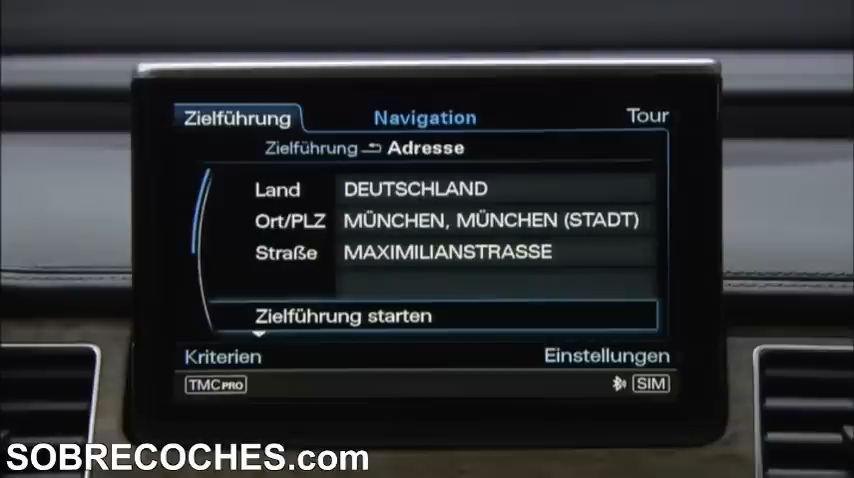 Zielführung Navigation Tour
Zielführung Adresse
Land DEUTSCHLAND
Ort/PLZ MÜNCHEN, MÜNCHEN (STADT)
Straße MAXIMILIANSTRASSE
Zielführung starten
Kriterien Einstellungen
TMC PRO SIM
SOBRECOCHES.com